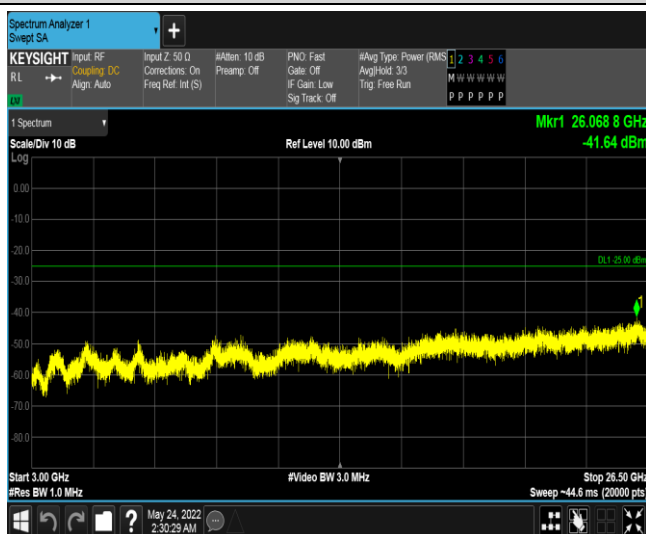 Spectrum Analyzer 1
Swept SA
+
KEYSIGHT
RL
Input: RF
Coupling: DC
Align: Auto
Input Z: 50 Ω
Corrections: On
Freq Ref: Int (S)
#Atten: 10 dB
Preamp: Off
PNO: Fast
Gate: Off
IF Gain: Low
Sig Track: Off
#Avg Type: Power (RMS
Avg|Hold: 3/3
Trig: Free Run
1 2 3 4 5 6
M W W W W W
P P P P P P
1 Spectrum
Scale/Div 10 dB
Ref Level 10.00 dBm
Mkr1 26.068 8 GHz
-41.64 dBm
Log
0.00
-10.0
-20.0
DL1 -25.00 dBm
-30.0
1
-40.0
-50.0
-60.0
-70.0
-80.0
Start 3.00 GHz
#Video BW 3.0 MHz
Stop 26.50 GHz
#Res BW 1.0 MHz
Sweep ~44.6 ms (20000 pts)
?
May 24, 2022
2:30:29 AM